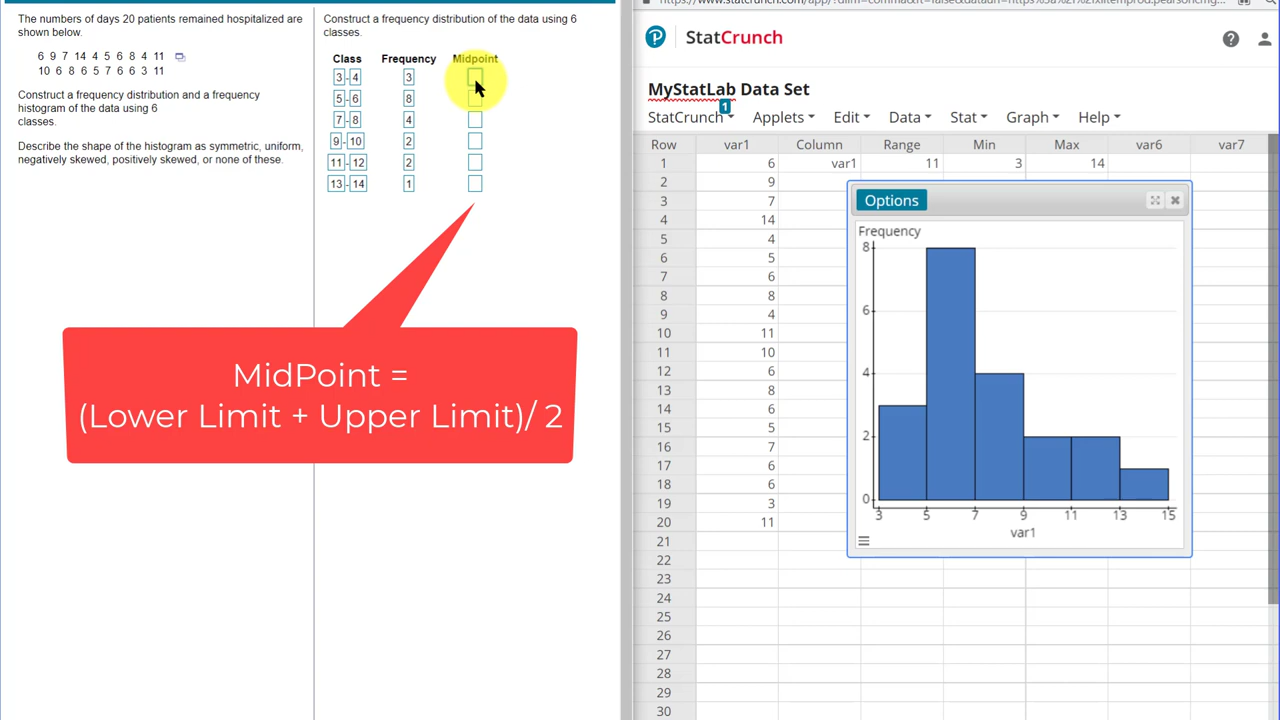 The numbers of days 20 patients remained hospitalized are
shown below.
6 9 7 14 4 5 6 8 4 11
10 6 8 6 5 7 6 6 3 11
Construct a frequency distribution and a frequency
histogram of the data using 6
classes.
Describe the shape of the histogram as symmetric, uniform,
negatively skewed, positively skewed, or none of these.
Construct a frequency distribution of the data using 6
classes.
Class Frequency Midpoint
3-4 3
5-6 8
7-8 4
9-10 2
11-12 2
13-14 1
MidPoint =
(Lower Limit + Upper Limit)/ 2
StatCrunch
MyStatLab Data Set
1
StatCrunch Applets Edit Data Stat Graph Help
Row var1 Column Range Min Max var6 var7
1 6 var1 11 3 14
2 9
3 7
4 14
5 4
6 5
7 6
8 8
9 4
10 11
11 10
12 6
13 8
14 6
15 5
16 7
17 6
18 6
19 3
20 11
21
22
23
24
25
26
27
28
29
30
Options
Frequency
8
6
4
2
0
3 5 7 9 11 13 15
var1